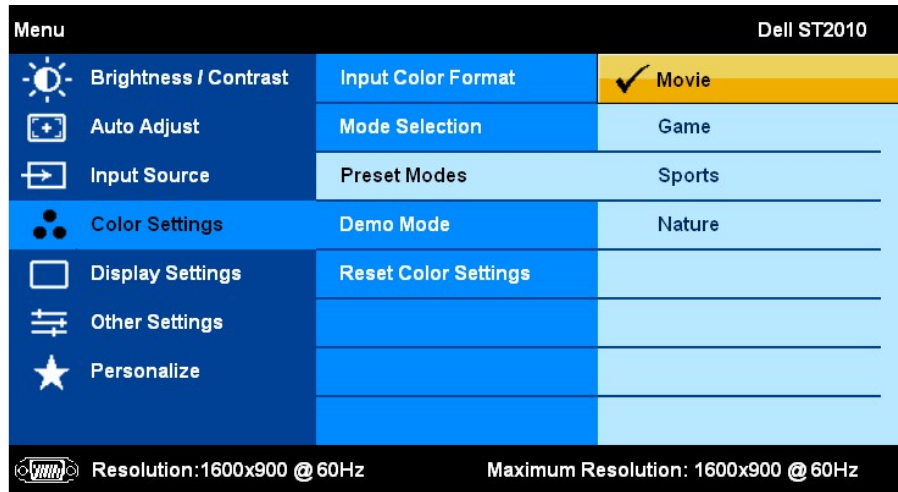 Menu
Dell ST2010
Brightness / Contrast
Auto Adjust
Input Source
Color Settings
Display Settings
Other Settings
Personalize
Input Color Format
Mode Selection
Preset Modes
Demo Mode
Reset Color Settings
Movie
Game
Sports
Nature
Resolution:1600x900 @60Hz
Maximum Resolution: 1600x900 @60Hz